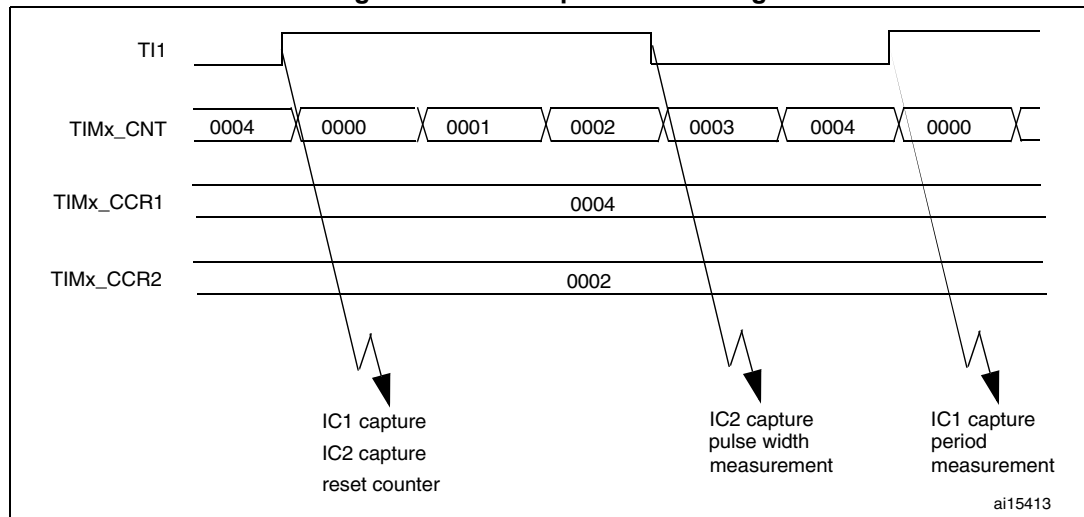 TI1
TIMx_CNT 0004 0000 0001 0002 0003 0004 0000
TIMx_CCR1 0004
TIMx_CCR2 0002
IC1 capture
IC2 capture
reset counter
IC2 capture
pulse width
measurement
IC1 capture
period
measurement
ai15413